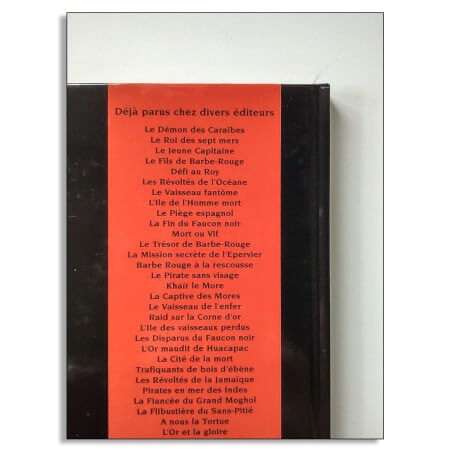 Déjà parus chez divers éditeurs
Le Démon des Caraïbes
Le Roi des sept mers
Le Jeune Capitaine
Le Fils de Barbe-Rouge
Défi au Roy
Les Révoltés de l'Océane
Le Vaisseau fantôme
L'Ile de l'Homme mort
Le Piège espagnol
La Fin du Faucon noir
Mort ou Vif
Le Trésor de Barbe-Rouge
La Mission secrète de l'Epervier
Barbe Rouge à la rescousse
Le Pirate sans visage
Khaïr le More
La Captive des Mores
Le Vaisseau de l'enfer
Raid sur la Corne d'or
L'Ile des vaisseaux perdus
Les Disparus du Faucon noir
L'Or maudit de Huacapac
La Cité de la mort
Trafiquants de bois d'ébène
Les Révoltés de la Jamaïque
Pirates en mer des Indes
La Fiancée du Grand Moghol
La Flibustière du Sans-Pitié
A nous la Tortue
L'Or et la gloire